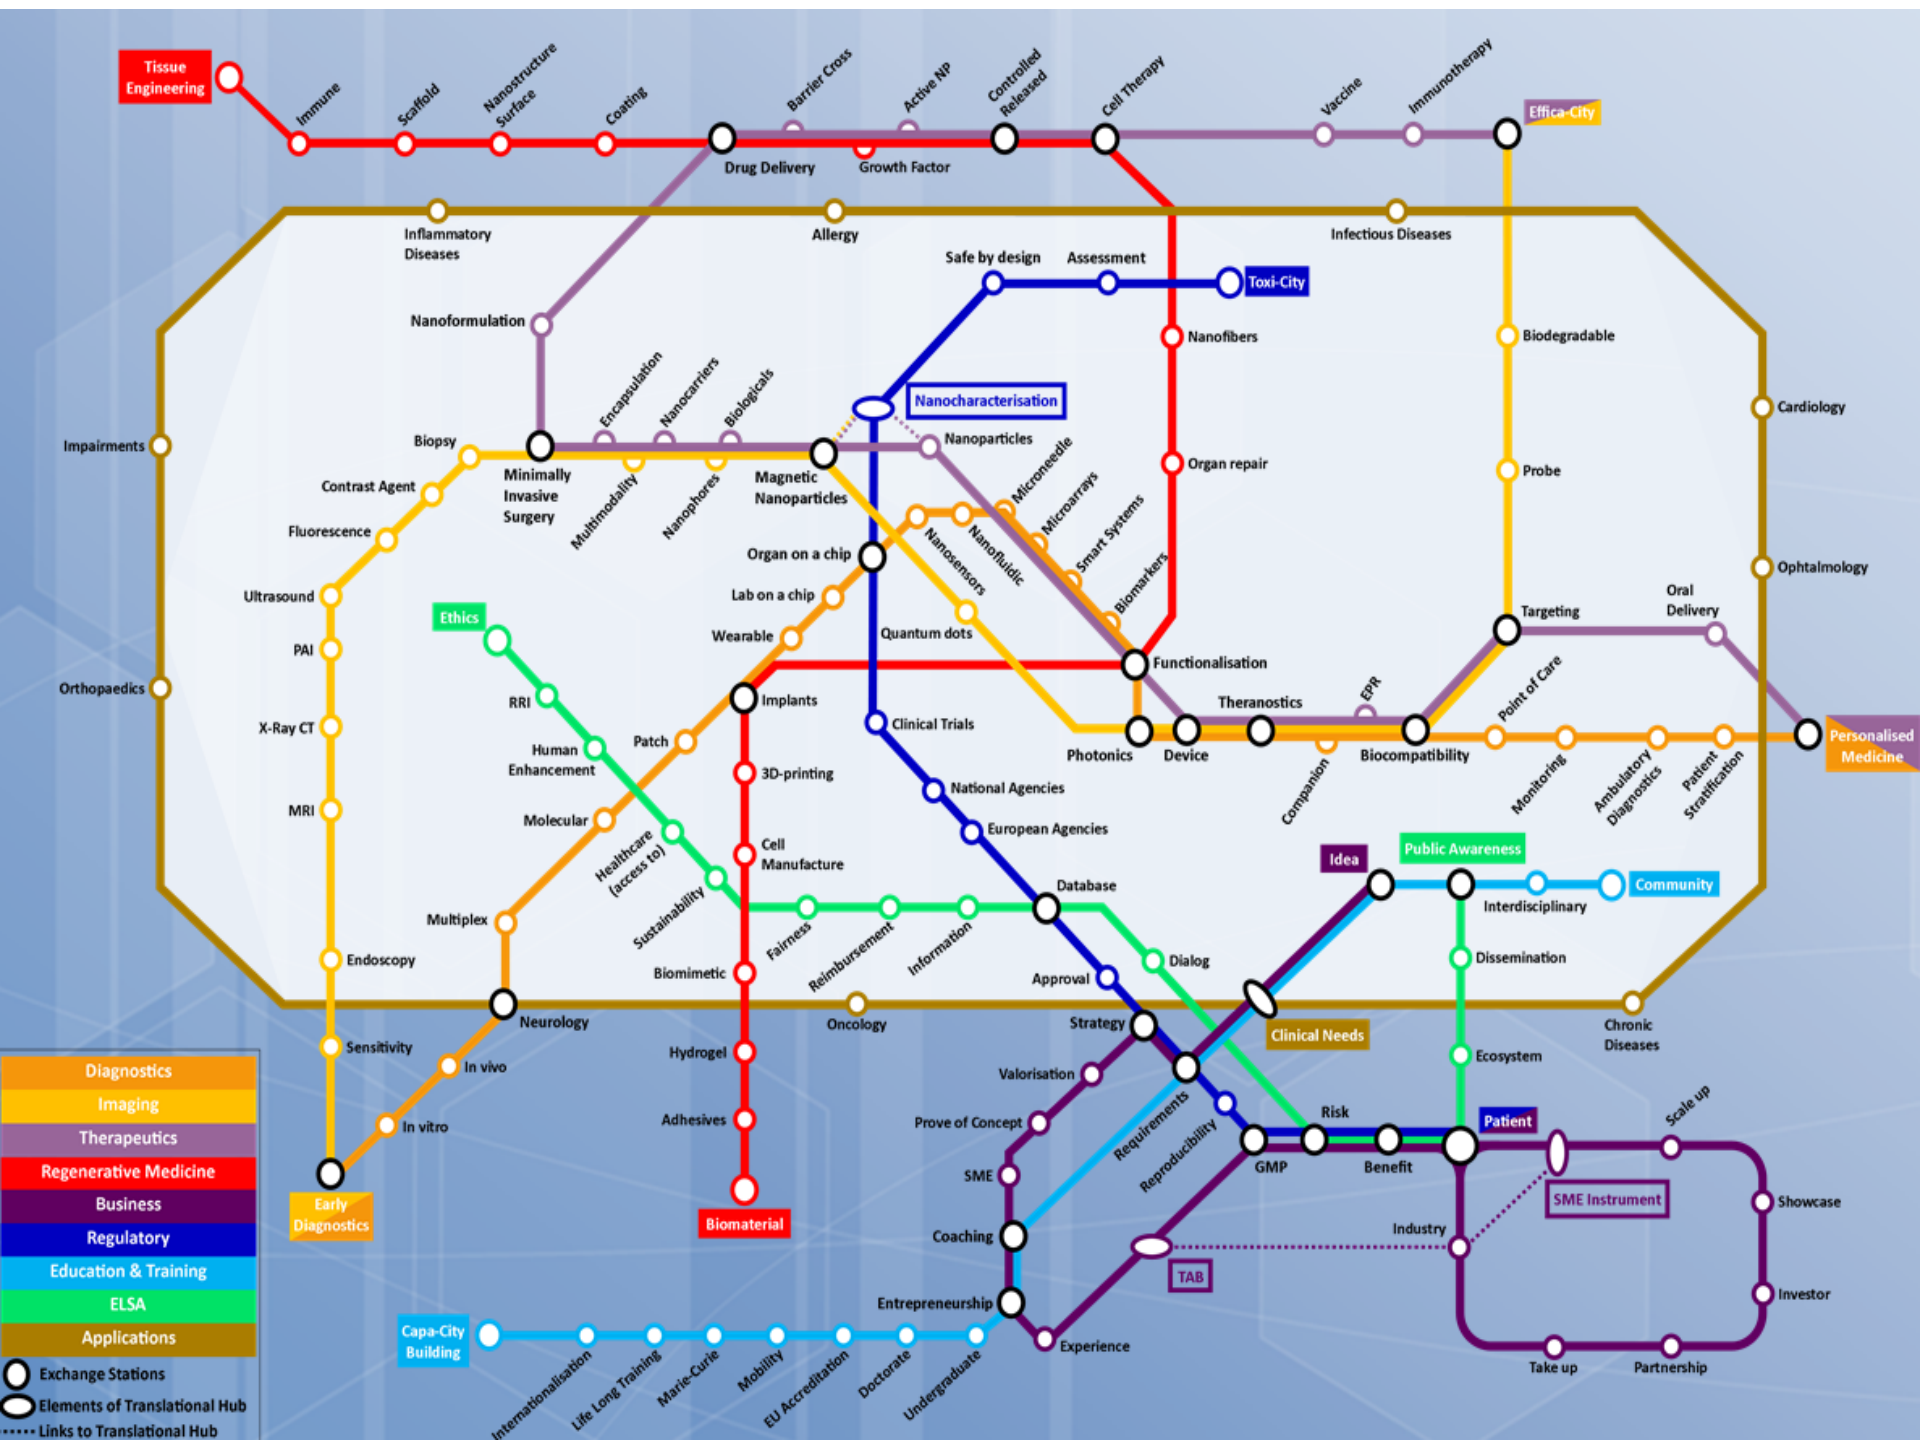 Tissue
Engineering
Immune
Scaffold
Nanostructure
Surface
Coating
Barrier Cross
Active NP
Controlled
Released
Cell Therapy
Vaccine
Immunotherapy
Effica-City
Drug Delivery
Growth Factor
Inflammatory
Diseases
Allergy
Infectious Diseases
Safe by design
Assessment
Toxi-City
Nanoformulation
Nanofibers
Biodegradable
Encapsulation
Nanocarriers
Biologicals
Nanocharacterisation
Cardiology
Impairments
Biopsy
Nanoparticles
Minimally
Invasive
Surgery
Multimodality
Nanophores
Magnetic
Nanoparticles
Microneedle
Microarrays
Smart Systems
Biomarkers
Organ repair
Probe
Contrast Agent
Fluorescence
Organ on a chip
Nanosensors
Nanofluidic
Ophtalmology
Ultrasound
Lab on a chip
Ethics
Wearable
Quantum dots
Targeting
Oral
Delivery
PAI
Functionalisation
Orthopaedics
RRI
Implants
Theranostics
EPR
Point of Care
X-Ray CT
Human
Enhancement
Patch
Clinical Trials
Photonics
Device
Companion
Biocompatibility
Monitoring
Ambulatory
Diagnostics
Patient
Stratification
Personalised
Medicine
3D-printing
National Agencies
MRI
Molecular
European Agencies
Healthcare
(access to)
Cell
Manufacture
Idea
Public Awareness
Community
Interdisciplinary
Sustainability
Database
Multiplex
Fairness
Reimbursement
Information
Endoscopy
Biomimetic
Dialog
Approval
Dissemination
Neurology
Oncology
Strategy
Clinical Needs
Chronic
Diseases
Sensitivity
Hydrogel
In vivo
Valorisation
Ecosystem
Adhesives
In vitro
Prove of Concept
Requirements
Reproducibility
Risk
Patient
Scale up
SME
GMP
Benefit
SME Instrument
Showcase
Early
Diagnostics
Biomaterial
Coaching
Industry
TAB
Entrepreneurship
Investor
Capa-City
Building
Experience
Take up
Partnership
Internationalisation
Life Long Training
Marie-Curie
Mobility
EU Accreditation
Doctorate
Undergraduate
Diagnostics
Imaging
Therapeutics
Regenerative Medicine
Business
Regulatory
Education & Training
ELSA
Applications
Exchange Stations
Elements of Translational Hub
Links to Translational Hub